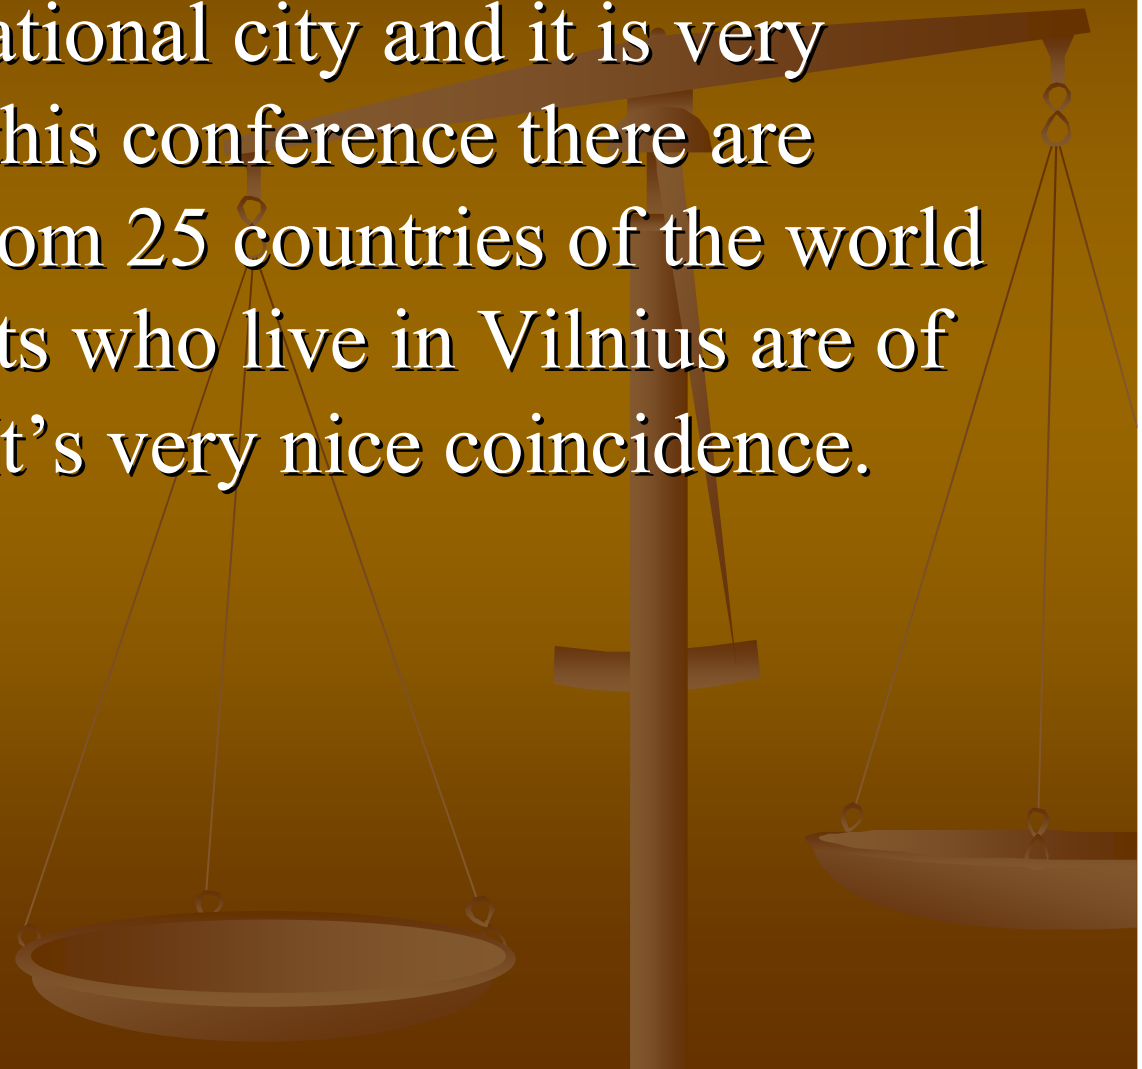 ational city and it is very
his conference there are
om 25 countries of the world
ts who live in Vilnius are of
t’s very nice coincidence.